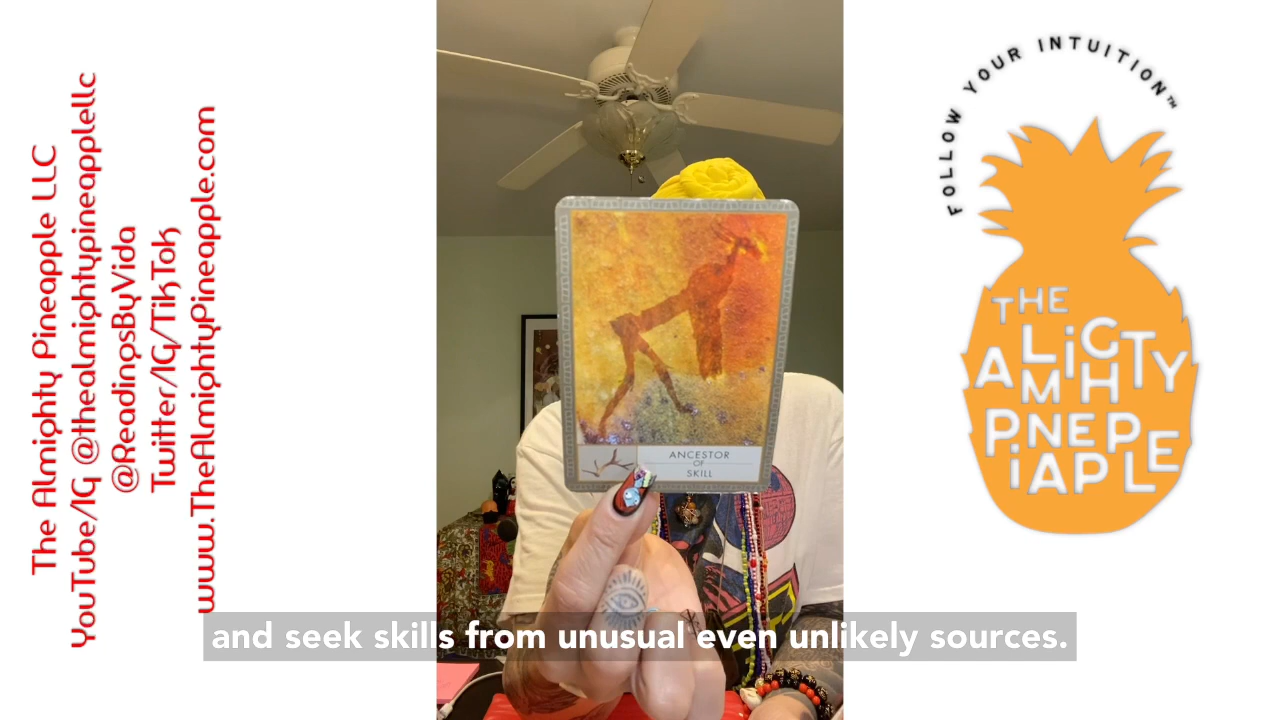 The Almighty Pineapple LLC
YouTube/IG @thealmightypineapplellc
@ReadingsByVida
Twitter/IG/TikTok
www.TheAlmightyPineapple.com
ANCESTOR
OF
SKILL
and seek skills from unusual even unlikely sources.
FOLLOW YOUR INTUITION™
THE
ALMIGHTY
PINEAPPLE